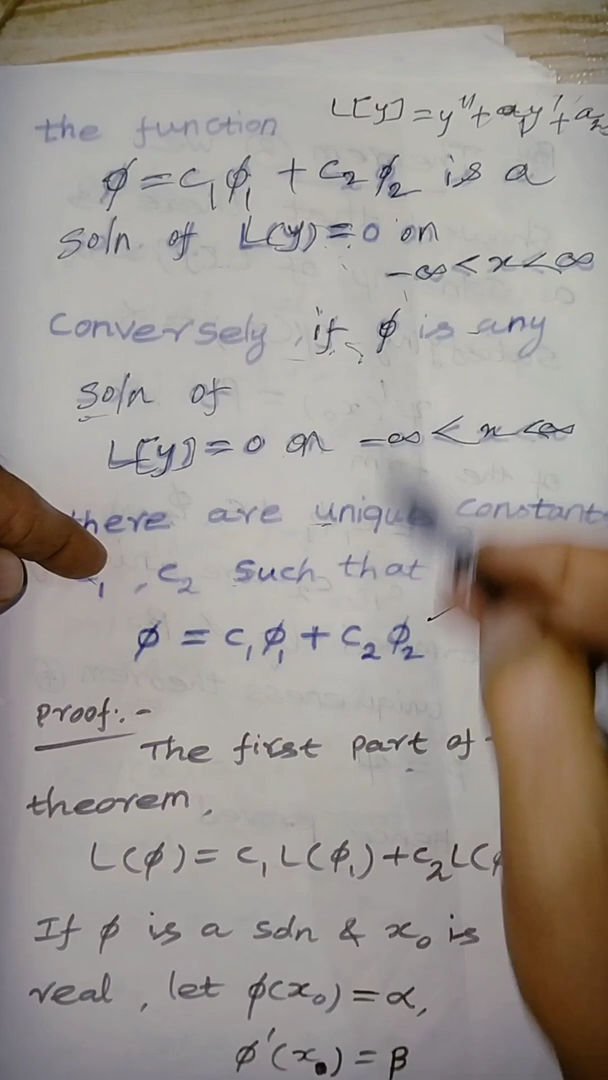 L[y] = y'' + a₁y' + a₂
the function
ϕ = c₁ϕ₁ + c₂ϕ₂ is a
soln of L(y) = 0 on
-∞ < x < ∞
Conversely, if ϕ is any
soln of
L[y] = 0 on -∞ < x < ∞
there are unique constant
₁, c₂ such that
ϕ = c₁ϕ₁ + c₂ϕ₂
proof:-
The first part of
theorem,
L(ϕ) = c₁L(ϕ₁) + c₂L(ϕ
If ϕ is a soln & x₀ is
real, let ϕ(x₀) = α,
ϕ'(x₀) = β